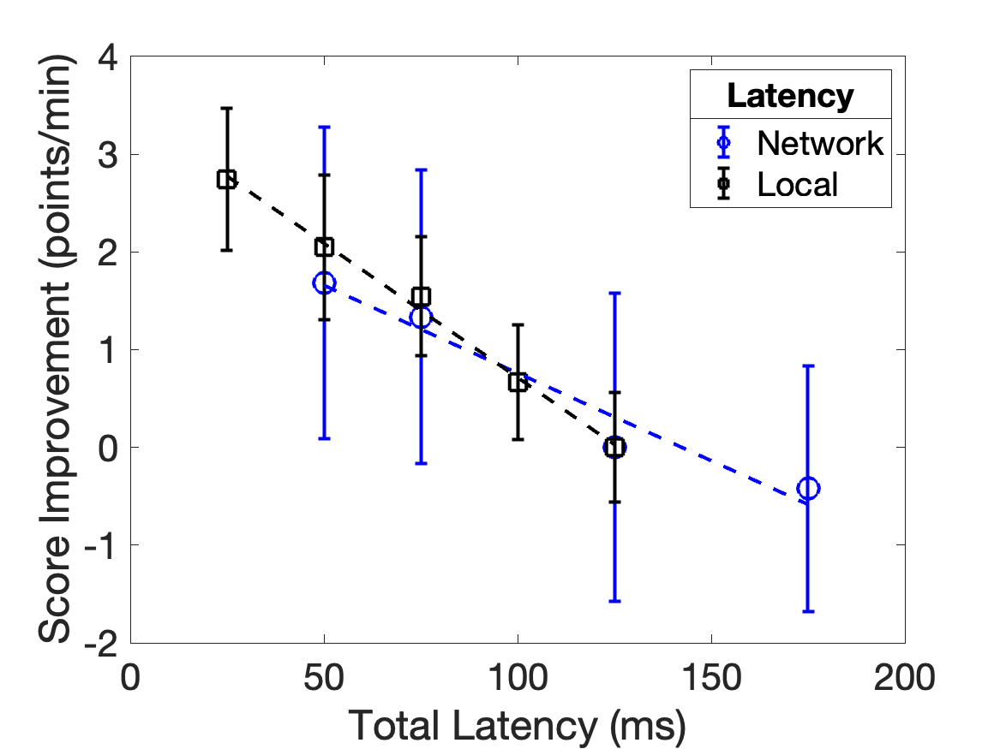 Score Improvement (points/min)
4
3
2
1
0
-1
-2
Latency
Network
Local
0 50 100 150 200
Total Latency (ms)